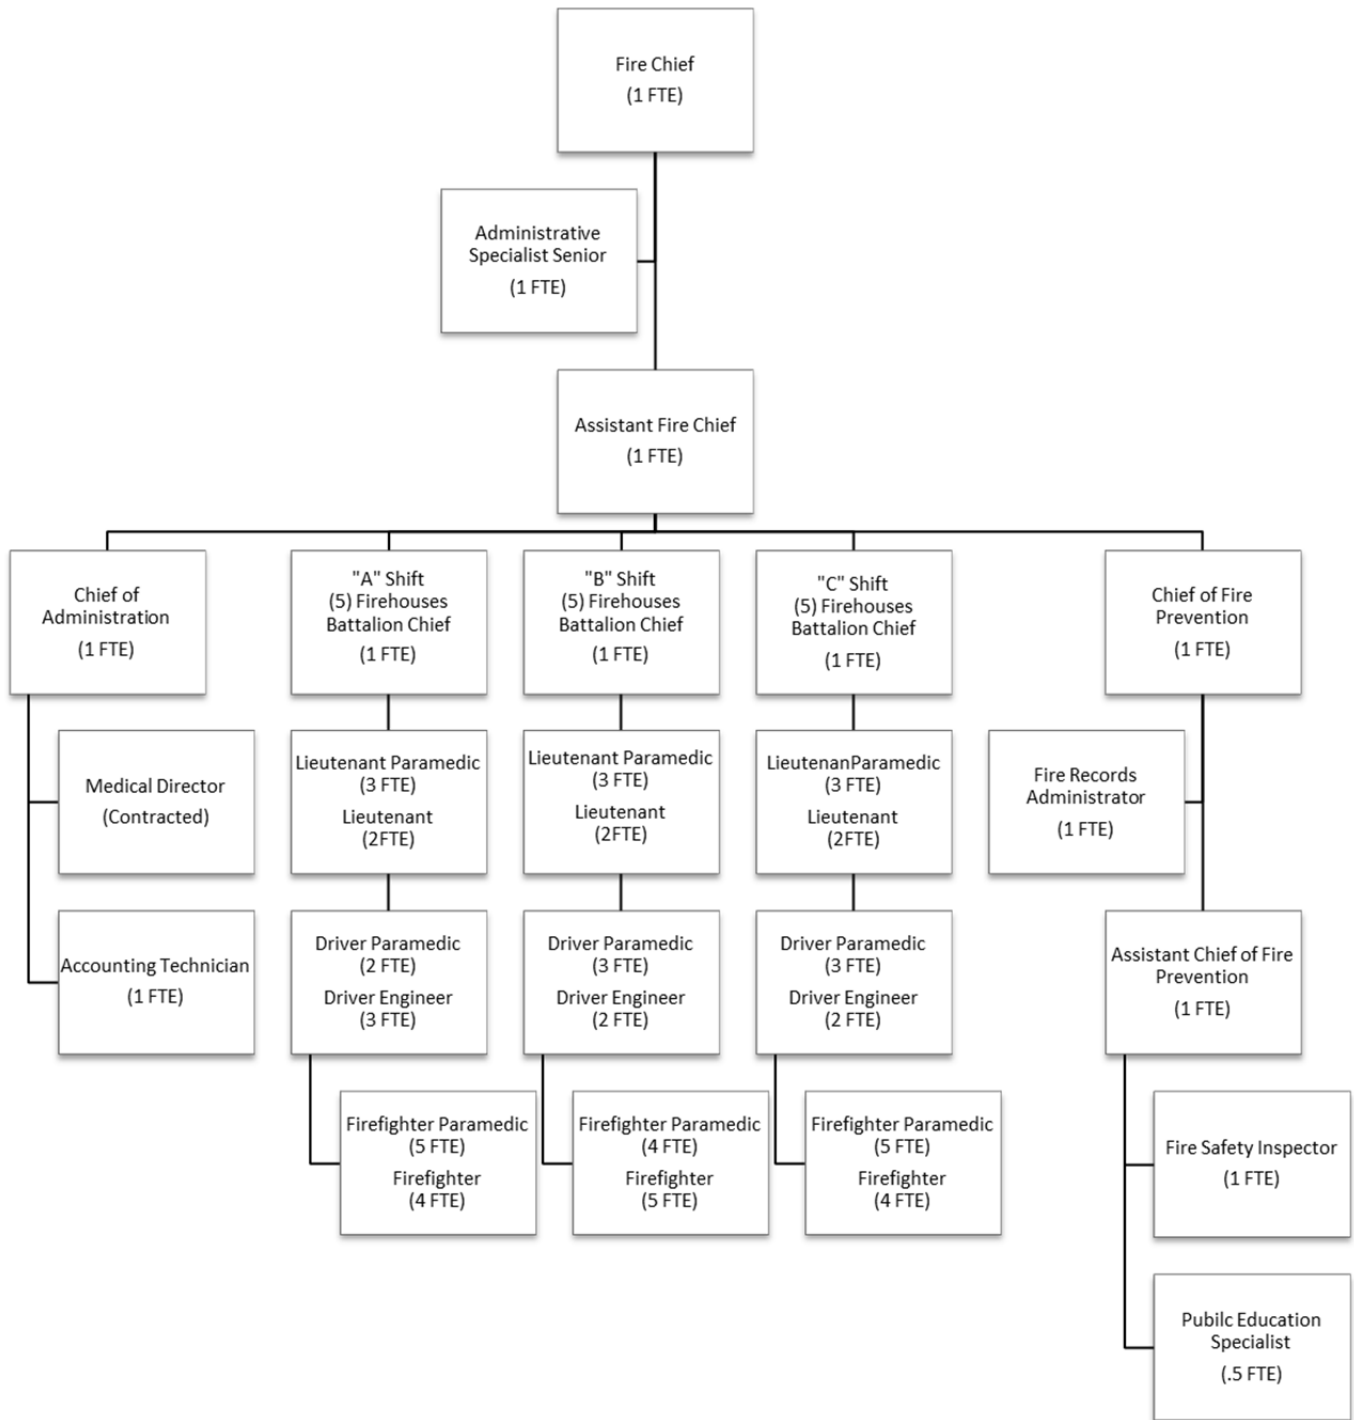 Fire Chief
(1 FTE)
Administrative
Specialist Senior
(1 FTE)
Assistant Fire Chief
(1 FTE)
Chief of
Administration
(1 FTE)
"A" Shift
(5) Firehouses
Battalion Chief
(1 FTE)
"B" Shift
(5) Firehouses
Battalion Chief
(1 FTE)
"C" Shift
(5) Firehouses
Battalion Chief
(1 FTE)
Chief of Fire
Prevention
(1 FTE)
Medical Director
(Contracted)
Lieutenant Paramedic
(3 FTE)
Lieutenant
(2FTE)
Lieutenant Paramedic
(3 FTE)
Lieutenant
(2FTE)
LieutenanParamedic
(3 FTE)
Lieutenant
(2FTE)
Fire Records
Administrator
(1 FTE)
Accounting Technician
(1 FTE)
Driver Paramedic
(2 FTE)
Driver Engineer
(3 FTE)
Driver Paramedic
(3 FTE)
Driver Engineer
(2 FTE)
Driver Paramedic
(3 FTE)
Driver Engineer
(2 FTE)
Assistant Chief of Fire
Prevention
(1 FTE)
Firefighter Paramedic
(5 FTE)
Firefighter
(4 FTE)
Firefighter Paramedic
(4 FTE)
Firefighter
(5 FTE)
Firefighter Paramedic
(5 FTE)
Firefighter
(4 FTE)
Fire Safety Inspector
(1 FTE)
Pubilc Education
Specialist
(.5 FTE)